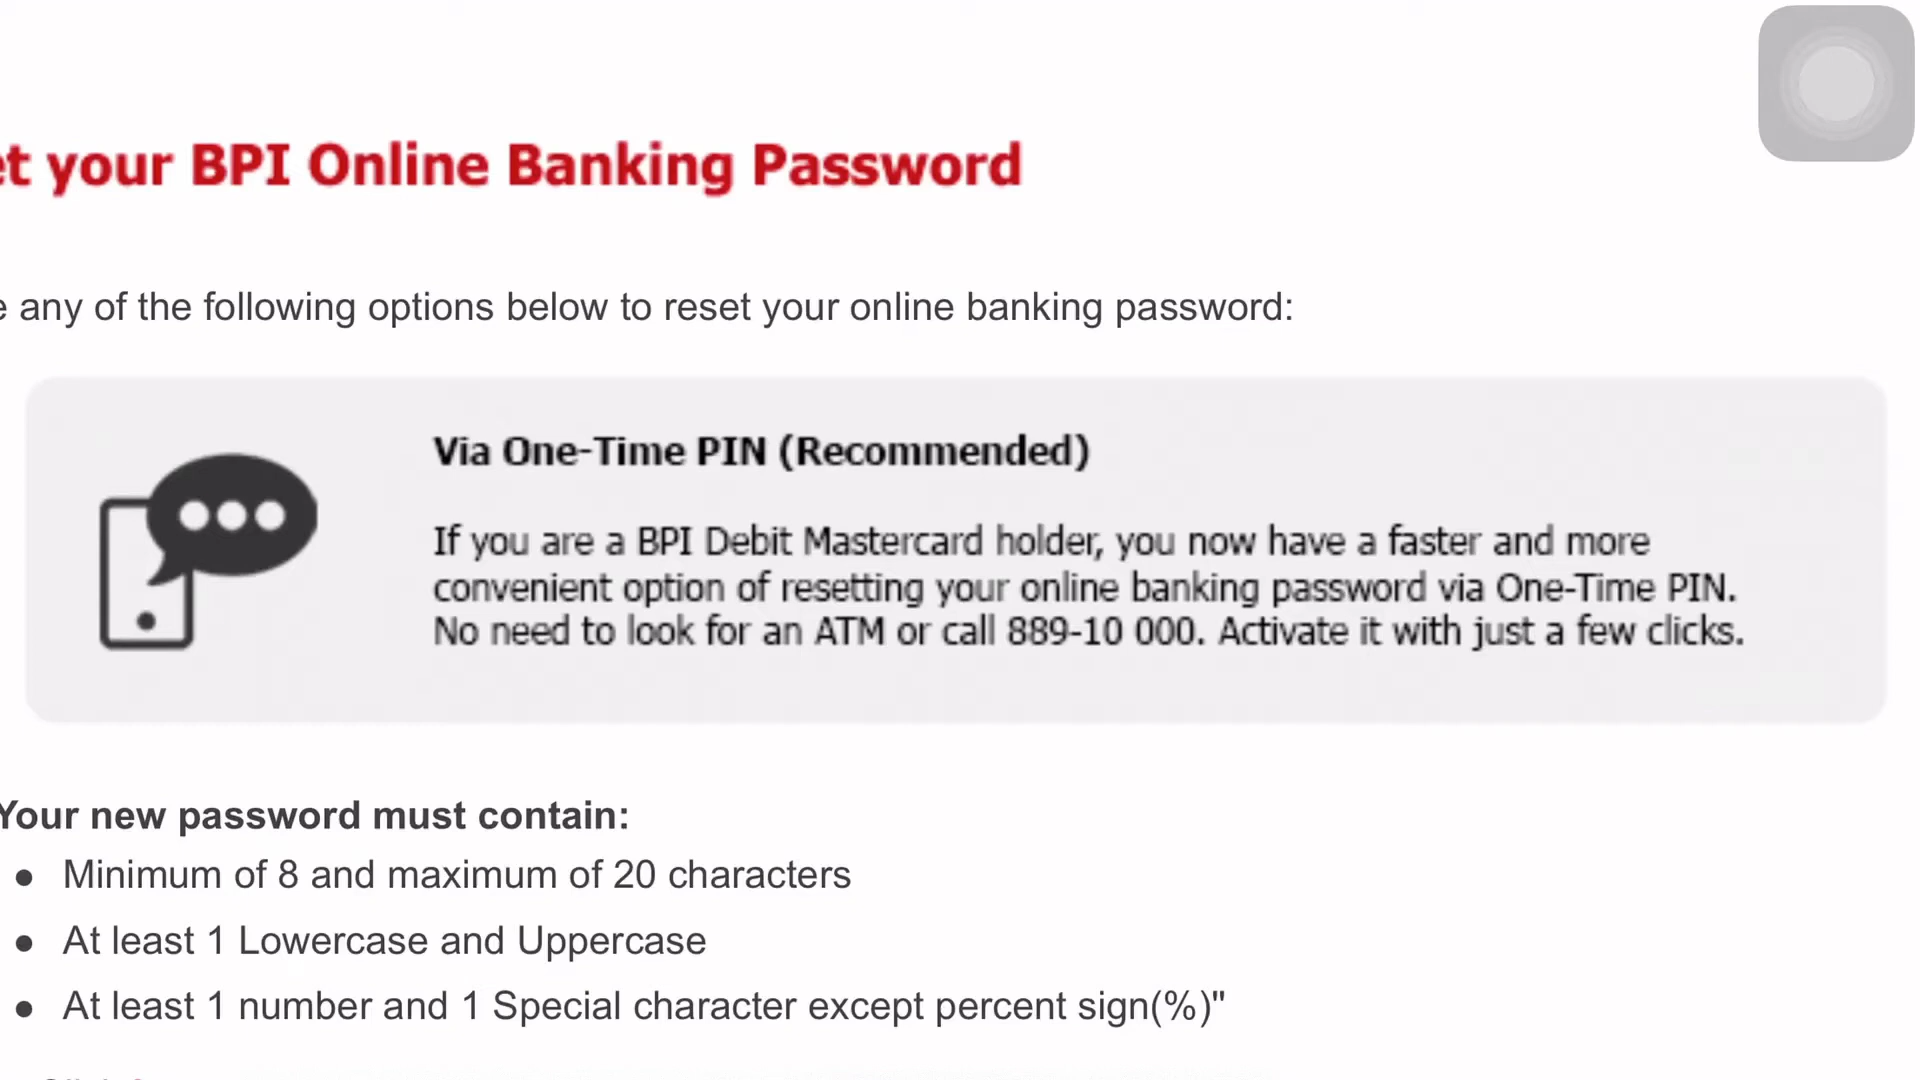 your BPI Online Banking Password
any of the following options below to reset your online banking password:
Via One-Time PIN (Recommended)
If you are a BPI Debit Mastercard holder, you now have a faster and more
convenient option of resetting your online banking password via One-Time PIN.
No need to look for an ATM or call 889-10 000. Activate it with just a few clicks.
Your new password must contain:
● Minimum of 8 and maximum of 20 characters
● At least 1 Lowercase and Uppercase
● At least 1 number and 1 Special character except percent sign(%)"